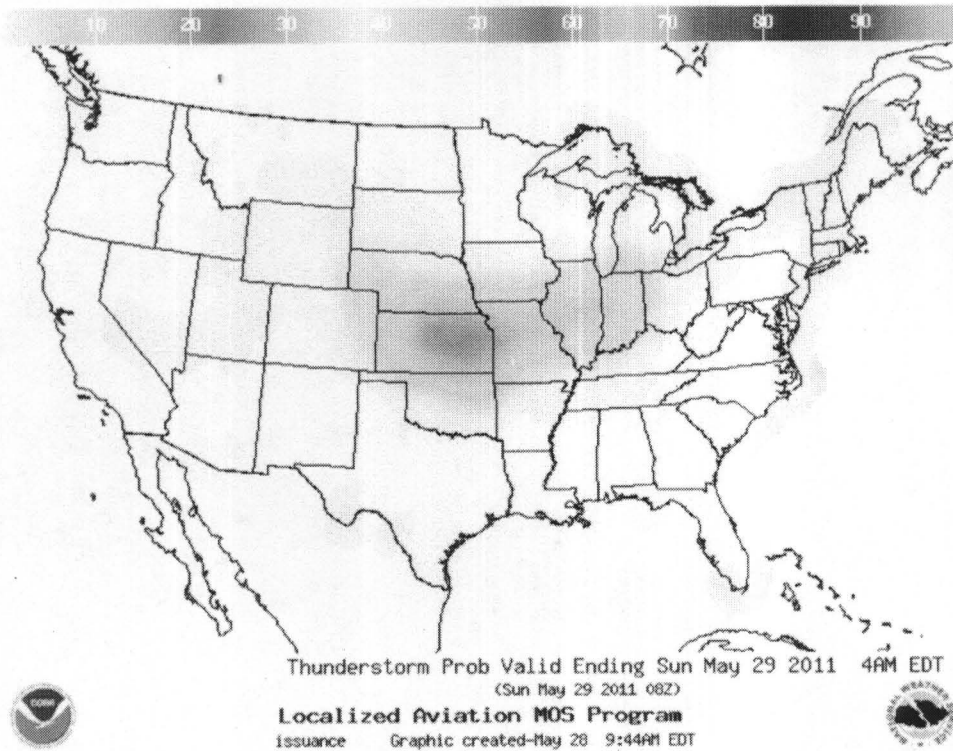 10 20 30 40 50 60 70 80 90
Thunderstorm Prob Valid Ending Sun May 29 2011 4AM EDT
(Sun May 29 2011 08Z)
Localized Aviation MOS Program
issuance Graphic created-May 28 9:44AM EDT
NOAA